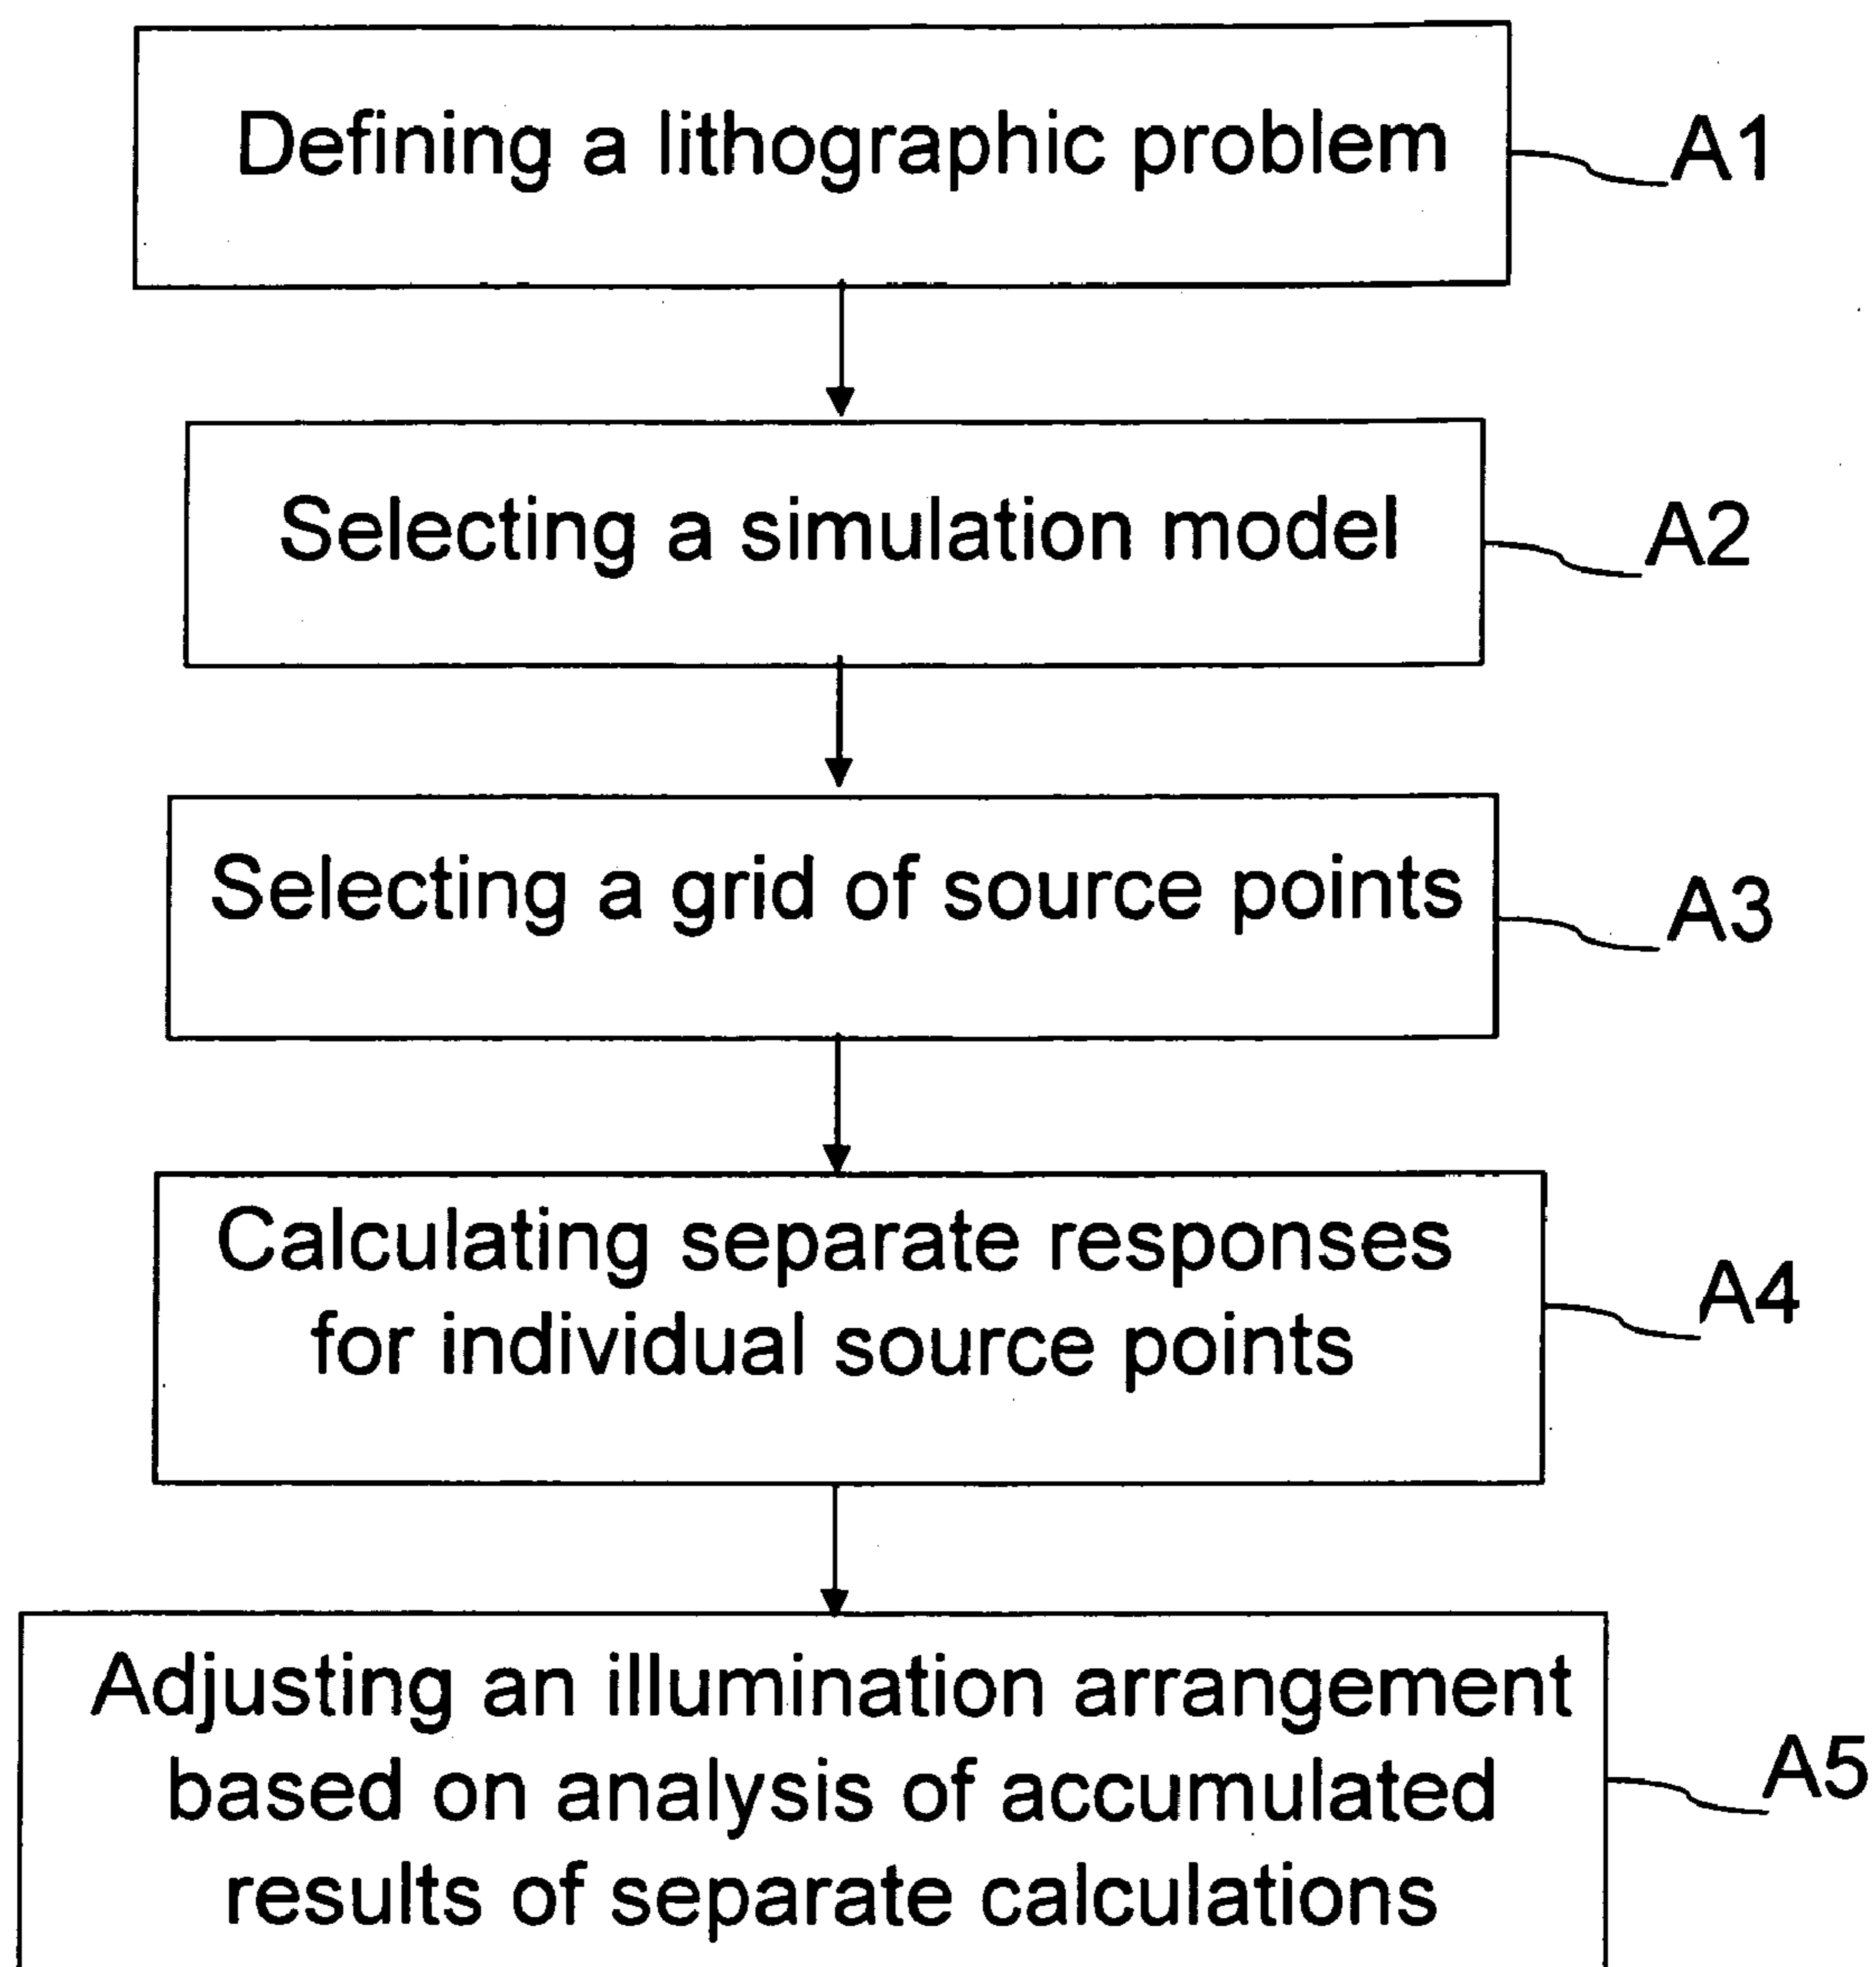 Defining a lithographic problem
A1
Selecting a simulation model
A2
Selecting a grid of source points
A3
Calculating separate responses
for individual source points
A4
Adjusting an illumination arrangement
based on analysis of accumulated
results of separate calculations
A5